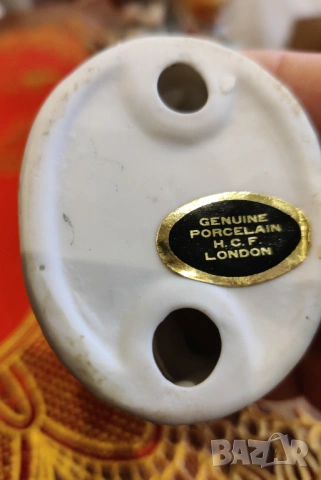 GENUINE
PORCELAIN
H.C.F.
LONDON
BAZAR